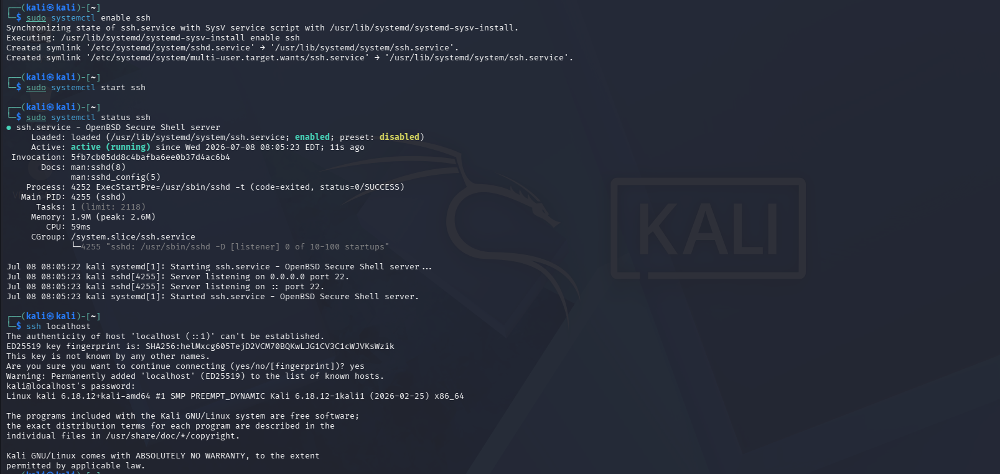 ┌──(kali㉿kali)-[~]
└─$ sudo systemctl enable ssh
Synchronizing state of ssh.service with SysV service script with /usr/lib/systemd/systemd-sysv-install.
Executing: /usr/lib/systemd/systemd-sysv-install enable ssh
Created symlink '/etc/systemd/system/sshd.service' → '/usr/lib/systemd/system/ssh.service'.
Created symlink '/etc/systemd/system/multi-user.target.wants/ssh.service' → '/usr/lib/systemd/system/ssh.service'.
┌──(kali㉿kali)-[~]
└─$ sudo systemctl start ssh
┌──(kali㉿kali)-[~]
└─$ sudo systemctl status ssh
● ssh.service - OpenBSD Secure Shell server
Loaded: loaded (/usr/lib/systemd/system/ssh.service; enabled; preset: disabled)
Active: active (running) since Wed 2026-07-08 08:05:23 EDT; 11s ago
Invocation: 5fb7cb05dd8c4bafba6ee0b37d4ac6b4
Docs: man:sshd(8)
man:sshd_config(5)
Process: 4252 ExecStartPre=/usr/sbin/sshd -t (code=exited, status=0/SUCCESS)
Main PID: 4255 (sshd)
Tasks: 1 (limit: 2118)
Memory: 1.9M (peak: 2.6M)
CPU: 59ms
CGroup: /system.slice/ssh.service
└─4255 "sshd: /usr/sbin/sshd -D [listener] 0 of 10-100 startups"
Jul 08 08:05:22 kali systemd[1]: Starting ssh.service - OpenBSD Secure Shell server...
Jul 08 08:05:23 kali sshd[4255]: Server listening on 0.0.0.0 port 22.
Jul 08 08:05:23 kali sshd[4255]: Server listening on :: port 22.
Jul 08 08:05:23 kali systemd[1]: Started ssh.service - OpenBSD Secure Shell server.
┌──(kali㉿kali)-[~]
└─$ ssh localhost
The authenticity of host 'localhost (::1)' can't be established.
ED25519 key fingerprint is: SHA256:helMxcg605TejD2VCM70BQKwLJG1CV3C1cWJVKsWzik
This key is not known by any other names.
Are you sure you want to continue connecting (yes/no/[fingerprint])? yes
Warning: Permanently added 'localhost' (ED25519) to the list of known hosts.
kali@localhost's password:
Linux kali 6.18.12+kali-amd64 #1 SMP PREEMPT_DYNAMIC Kali 6.18.12-1kali1 (2026-02-25) x86_64
The programs included with the Kali GNU/Linux system are free software;
the exact distribution terms for each program are described in the
individual files in /usr/share/doc/*/copyright.
Kali GNU/Linux comes with ABSOLUTELY NO WARRANTY, to the extent
permitted by applicable law.
┌──(kali㉿kali)-[~]
KALI